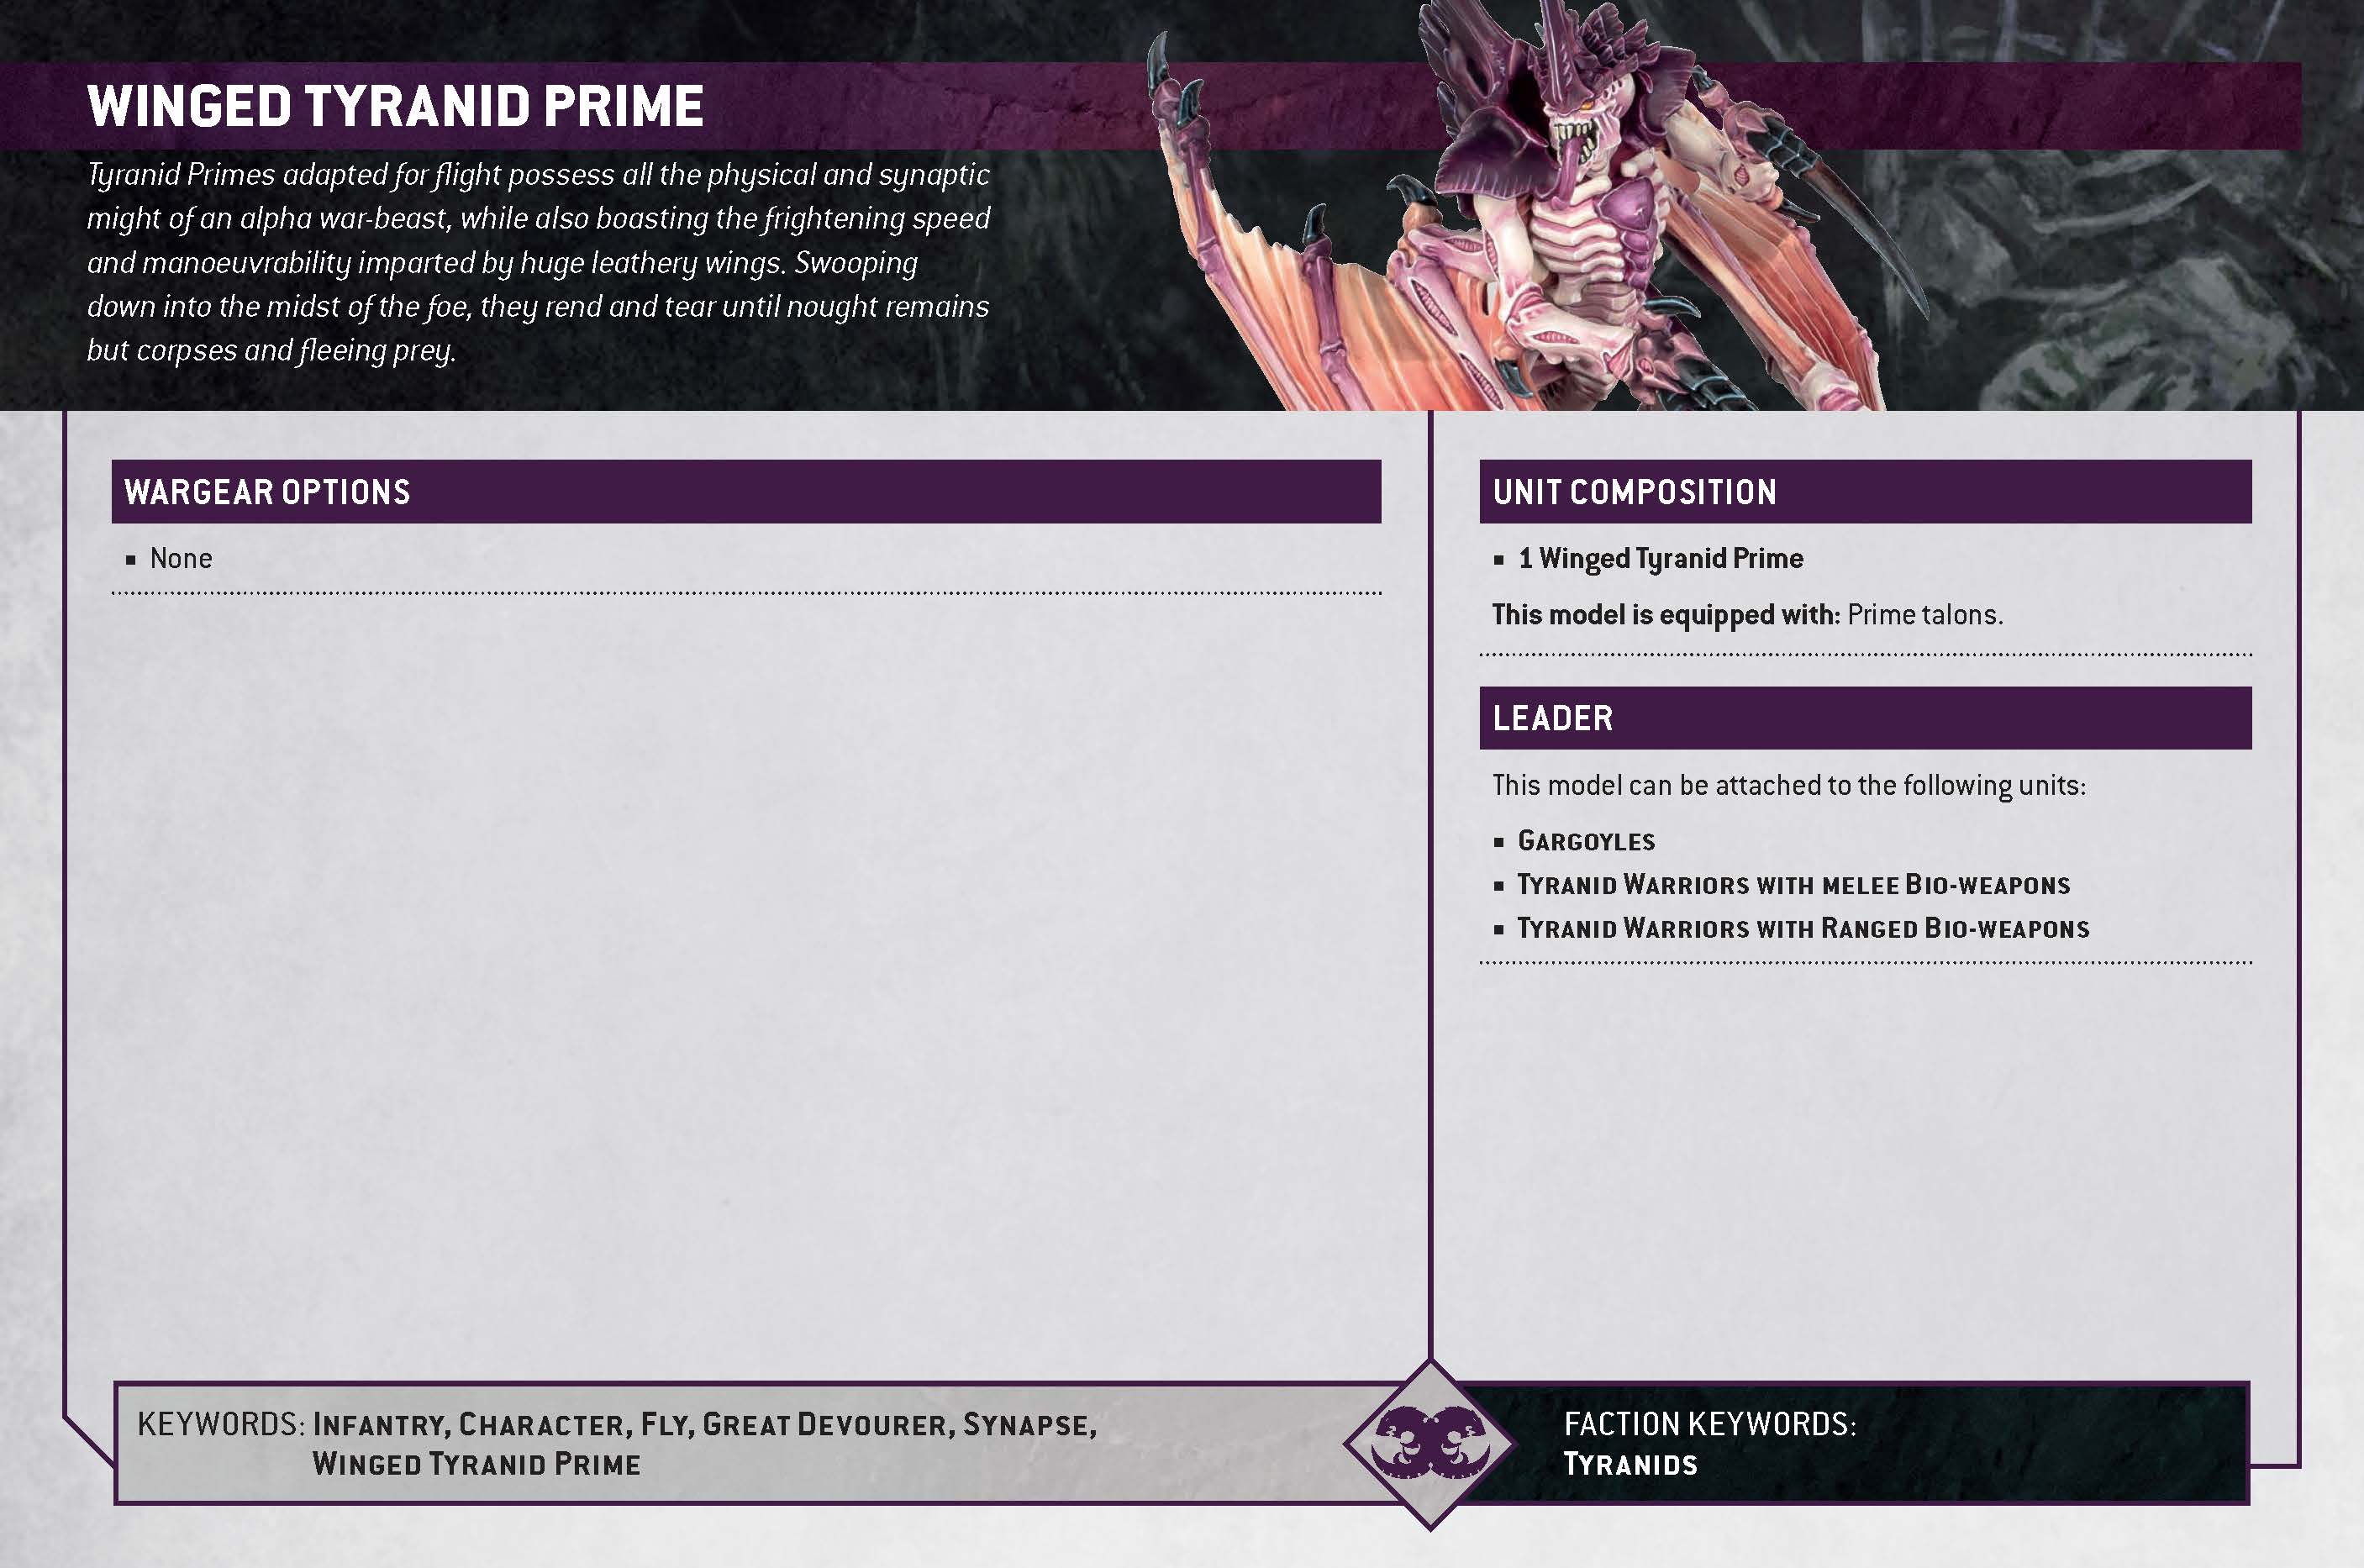 WINGED TYRANID PRIME
Tyranid Primes adapted for flight possess all the physical and synaptic
might of an alpha war-beast, while also boasting the frightening speed
and manoeuvrability imparted by huge leathery wings. Swooping
down into the midst of the foe, they rend and tear until nought remains
but corpses and fleeing prey.
WARGEAR OPTIONS
▪ None
UNIT COMPOSITION
▪ 1 Winged Tyranid Prime
This model is equipped with: Prime talons.
LEADER
This model can be attached to the following units:
▪ GARGOYLES
▪ TYRANID WARRIORS WITH MELEE BIO-WEAPONS
▪ TYRANID WARRIORS WITH RANGED BIO-WEAPONS
KEYWORDS: INFANTRY, CHARACTER, FLY, GREAT DEVOURER, SYNAPSE,
WINGED TYRANID PRIME
FACTION KEYWORDS:
TYRANIDS